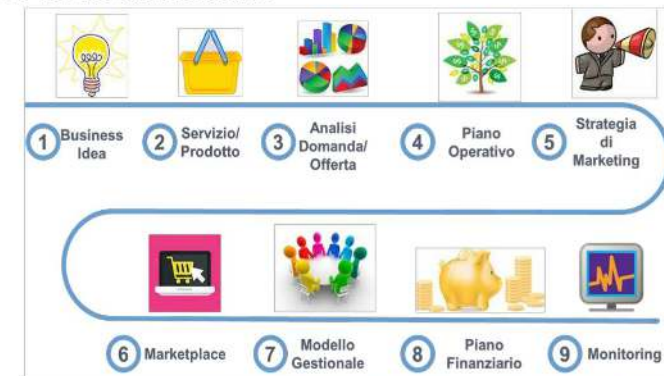 1 Business
Idea
2 Servizio/
Prodotto
3 Analisi
Domanda/
Offerta
4 Piano
Operativo
5 Strategia
di
Marketing
6 Marketplace
7 Modello
Gestionale
8 Piano
Finanziario
9 Monitoring